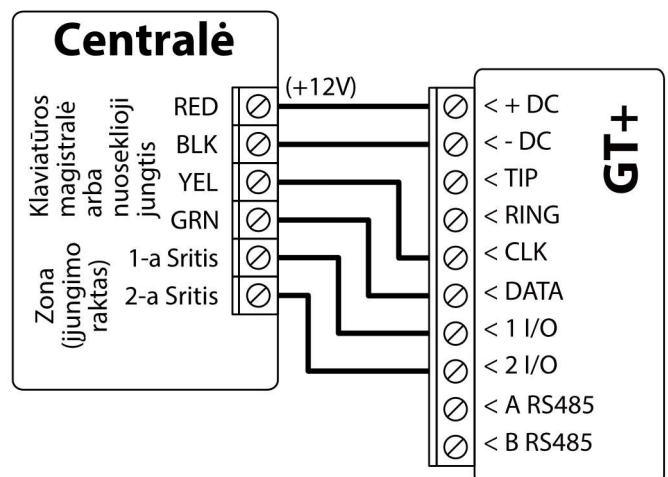 Centralė
Klaviatūros
magistralė
arba
nuoseklioji
jungtis
Zona
(įjungimo
raktas)
RED
BLK
YEL
GRN
1-a Sritis
2-a Sritis
(+12V)
< + DC
< - DC
< TIP
< RING
< CLK
< DATA
< 1 I/O
< 2 I/O
< A RS485
< B RS485
GT+